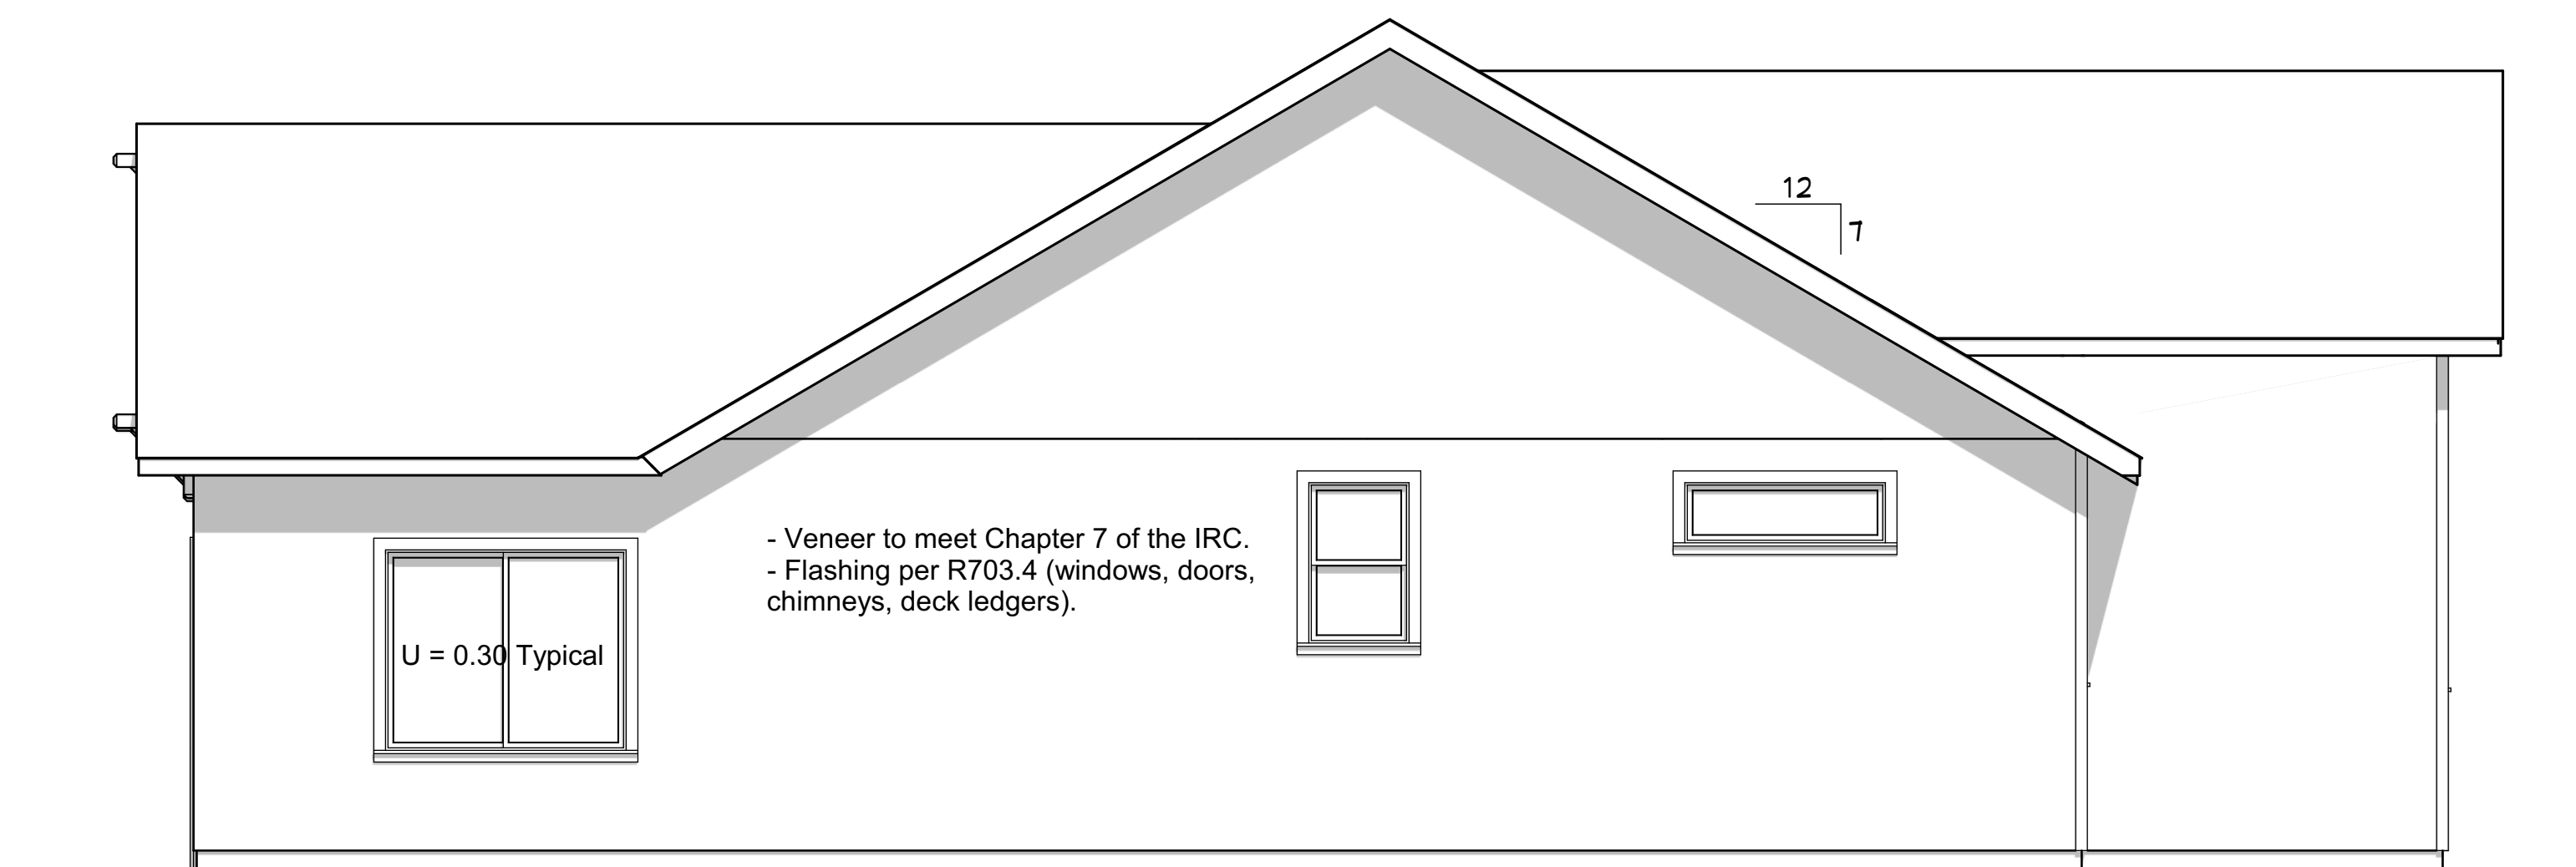 12
7
- Veneer to meet Chapter 7 of the IRC.
- Flashing per R703.4 (windows, doors,
chimneys, deck ledgers).
U = 0.30 Typical